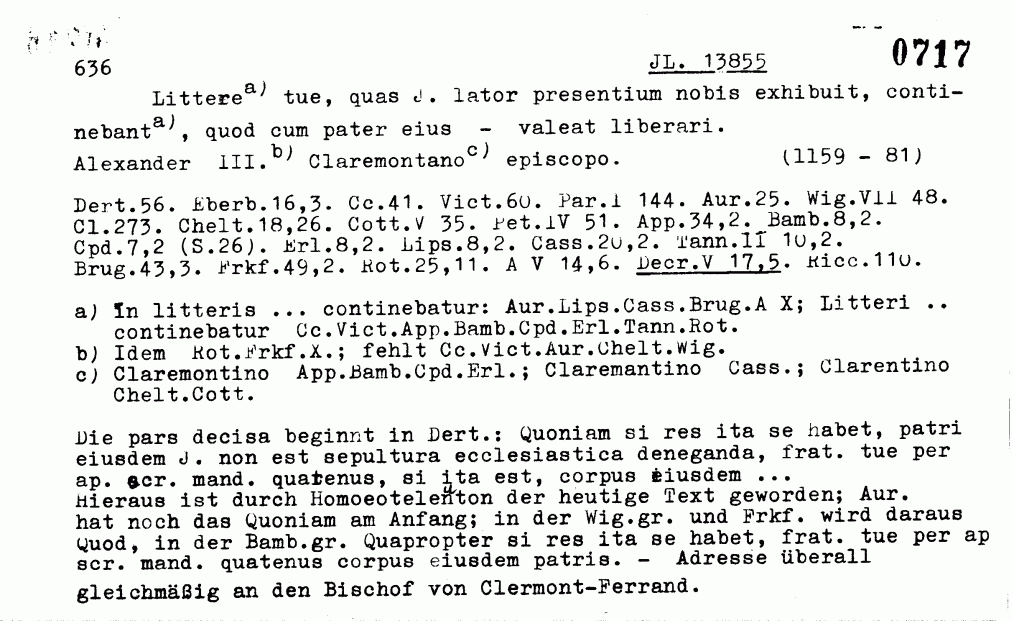 636 JL. 13855 0717
Litterea) tue, quas J. lator presentium nobis exhibuit, conti-
nebanta), quod cum pater eius - valeat liberari.
Alexander III.b) Claremontanoc) episcopo. (1159 - 81)
Dert.56. Eberb.16,3. Cc.41. Vict.60. Par.I 144. Aur.25. Wig.VII 48.
Cl.273. Chelt.18,26. Cott.V 35. Pet.IV 51. App.34,2. Bamb.8,2.
Cpd.7,2 (S.26). Erl.8,2. Lips.8,2. Cass.20,2. Tann.II 10,2.
Brug.43,3. Frkf.49,2. Rot.25,11. A V 14,6. Decr.V 17,5. Ricc.110.
a) In litteris ... continebatur: Aur.Lips.Cass.Brug.A X; Litteri ..
continebatur Cc.Vict.App.Bamb.Cpd.Erl.Tann.Rot.
b) Idem Rot.Frkf.X.; fehlt Cc.Vict.Aur.Chelt.Wig.
c) Claremontino App.Bamb.Cpd.Erl.; Claremantino Cass.; Clarentino
Chelt.Cott.
Die pars decisa beginnt in Dert.: Quoniam si res ita se habet, patri
eiusdem J. non est sepultura ecclesiastica deneganda, frat. tue per
ap. scr. mand. quatenus, si ita est, corpus eiusdem ...
Hieraus ist durch Homoeoteleuton der heutige Text geworden; Aur.
hat noch das Quoniam am Anfang; in der Wig.gr. und Frkf. wird daraus
Quod, in der Bamb.gr. Quapropter si res ita se habet, frat. tue per ap
scr. mand. quatenus corpus eiusdem patris. - Adresse überall
gleichmäßig an den Bischof von Clermont-Ferrand.